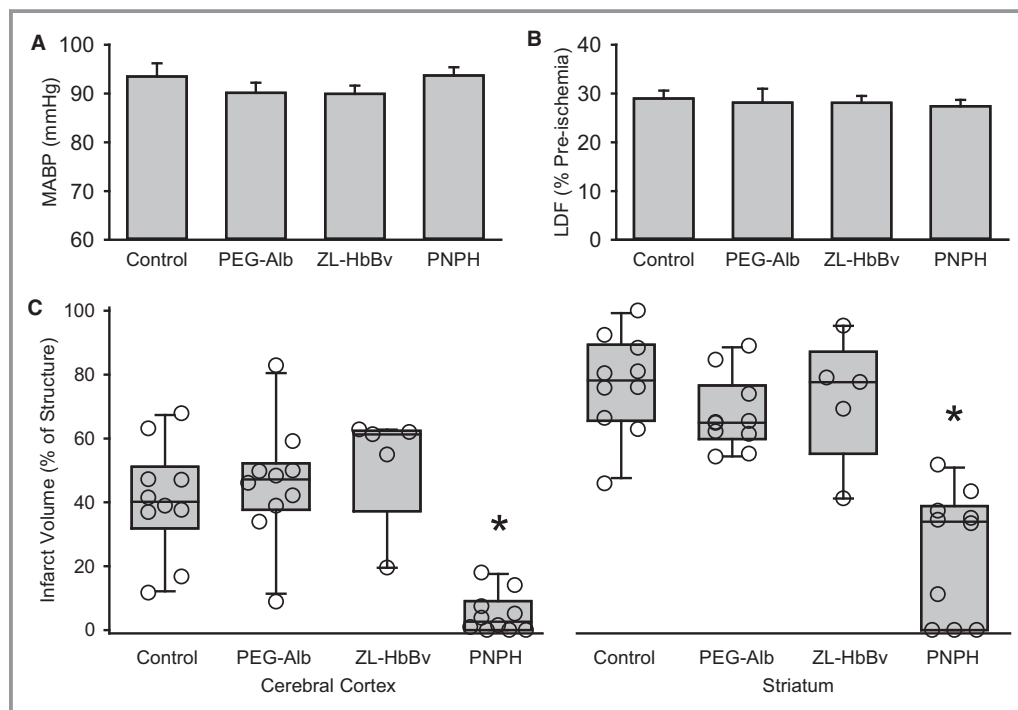 A
MABP (mmHg)
100
90
80
70
60
Control PEG-Alb ZL-HbBv PNPH
B
LDF (% Pre-ischemia)
40
30
20
10
0
Control PEG-Alb ZL-HbBv PNPH
C
Infarct Volume (% of Structure)
100
80
60
40
20
0
*
*
Control PEG-Alb ZL-HbBv PNPH
Cerebral Cortex
Control PEG-Alb ZL-HbBv PNPH
Striatum